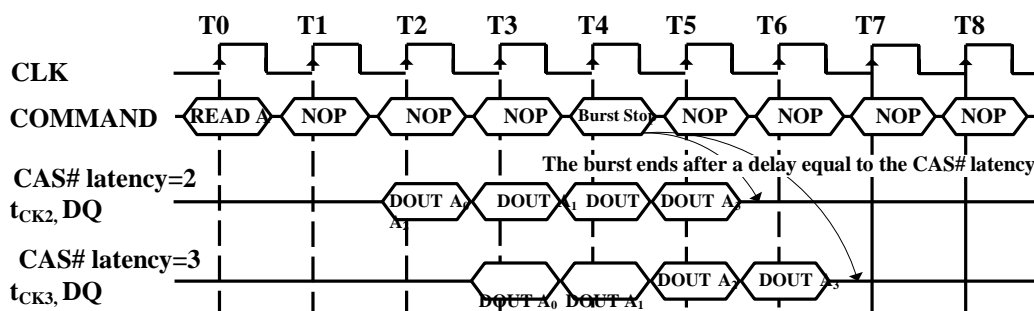 T0 T1 T2 T3 T4 T5 T6 T7 T8
CLK
COMMAND READ A NOP NOP NOP Burst Stop NOP NOP NOP NOP
The burst ends after a delay equal to the CAS# latency
CAS# latency=2
tCK2, DQ DOUT A0 DOUT A1 DOUT A2 DOUT A3
CAS# latency=3
tCK3, DQ DOUT A0 DOUT A1 DOUT A2 DOUT A3